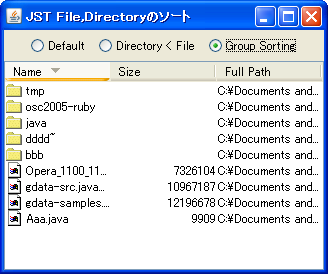 JST File,Directoryのソート
Default Directory < File Group Sorting
Name Size Full Path
tmp C:¥Documents and...
osc2005-ruby C:¥Documents and...
java C:¥Documents and...
dddd~ C:¥Documents and...
bbb C:¥Documents and...
Opera_1100_11... 7326104 C:¥Documents and...
gdata-src.java... 10967187 C:¥Documents and...
gdata-samples.... 12196678 C:¥Documents and...
Aaa.java 9909 C:¥Documents and...